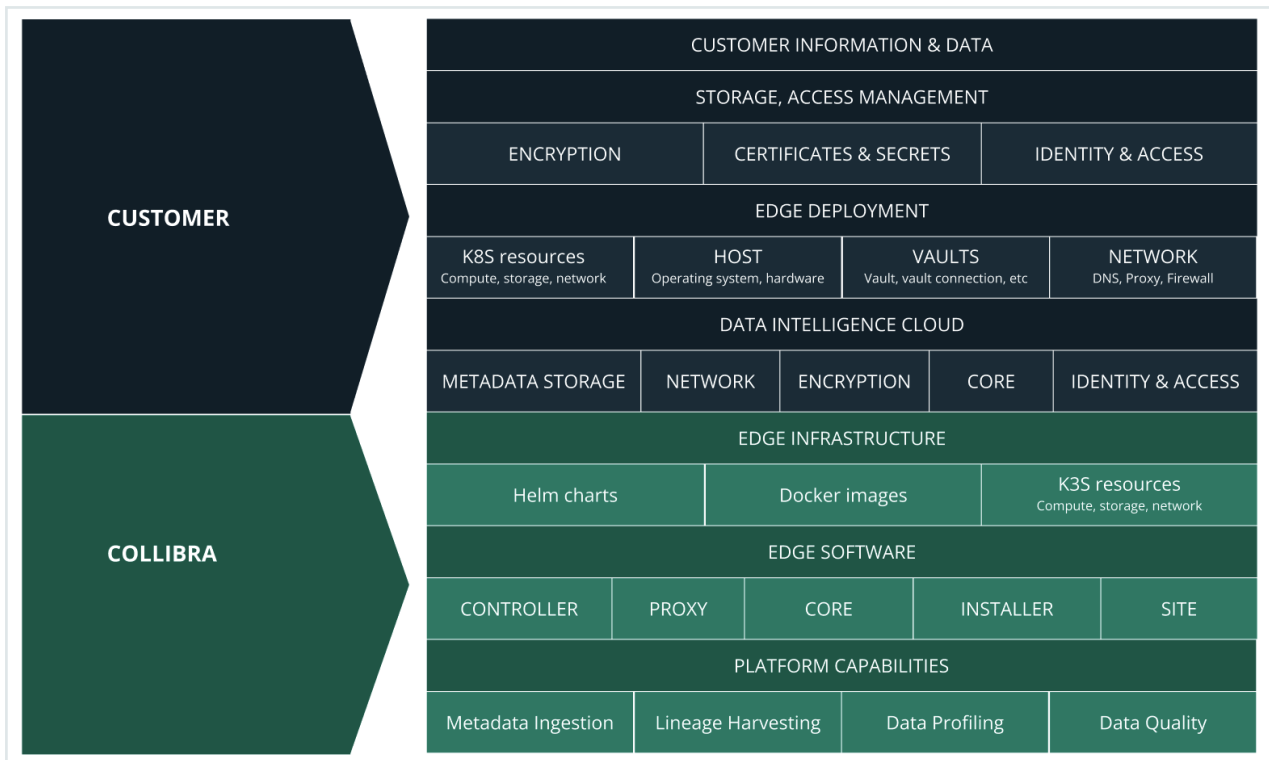 CUSTOMER
CUSTOMER INFORMATION & DATA
STORAGE, ACCESS MANAGEMENT
ENCRYPTION
CERTIFICATES & SECRETS
IDENTITY & ACCESS
EDGE DEPLOYMENT
K8S resources
Compute, storage, network
HOST
Operating system, hardware
VAULTS
Vault, vault connection, etc
NETWORK
DNS, Proxy, Firewall
DATA INTELLIGENCE CLOUD
METADATA STORAGE
NETWORK
ENCRYPTION
CORE
IDENTITY & ACCESS
COLLIBRA
EDGE INFRASTRUCTURE
Helm charts
Docker images
K3S resources
Compute, storage, network
EDGE SOFTWARE
CONTROLLER
PROXY
CORE
INSTALLER
SITE
PLATFORM CAPABILITIES
Metadata Ingestion
Lineage Harvesting
Data Profiling
Data Quality